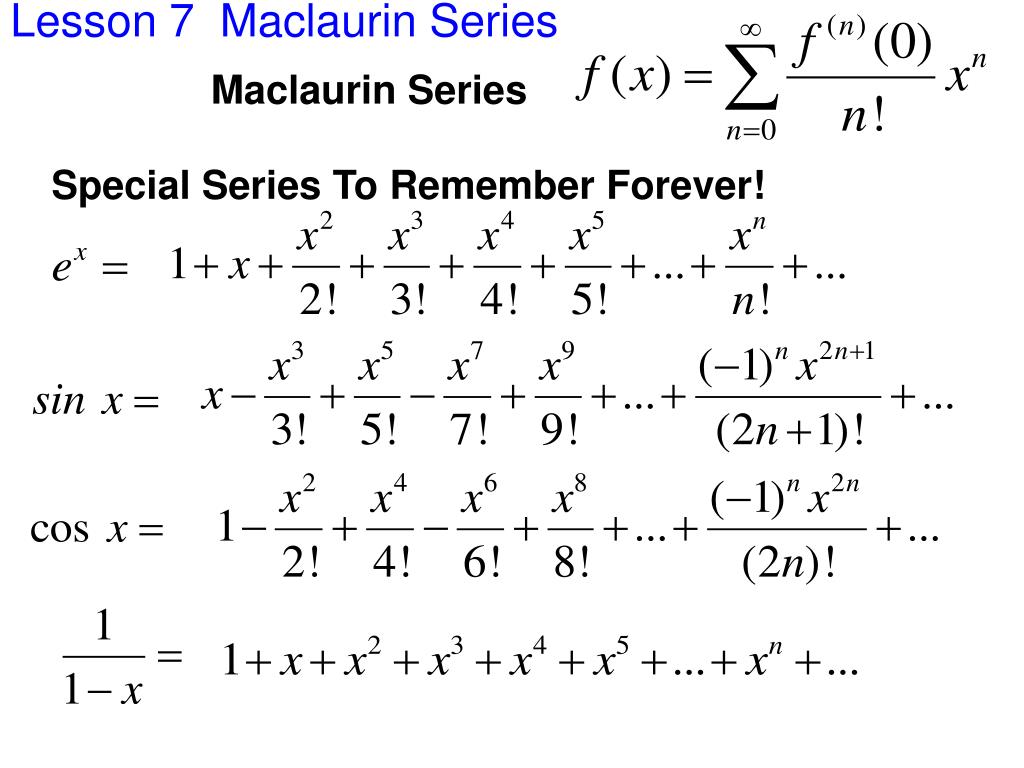 Lesson 7 Maclaurin Series
Maclaurin Series f(x) = ∑_{n=0}^{∞} \frac{f^{(n)}(0)}{n!} x^n
Special Series To Remember Forever!
e^x = 1 + x + \frac{x^2}{2!} + \frac{x^3}{3!} + \frac{x^4}{4!} + \frac{x^5}{5!} + ... + \frac{x^n}{n!} + ...
sin x = x − \frac{x^3}{3!} + \frac{x^5}{5!} − \frac{x^7}{7!} + \frac{x^9}{9!} + ... + \frac{(−1)^n x^{2n+1}}{(2n+1)!} + ...
cos x = 1 − \frac{x^2}{2!} + \frac{x^4}{4!} − \frac{x^6}{6!} + \frac{x^8}{8!} + ... + \frac{(−1)^n x^{2n}}{(2n)!} + ...
\frac{1}{1−x} = 1 + x + x^2 + x^3 + x^4 + x^5 + ... + x^n + ...